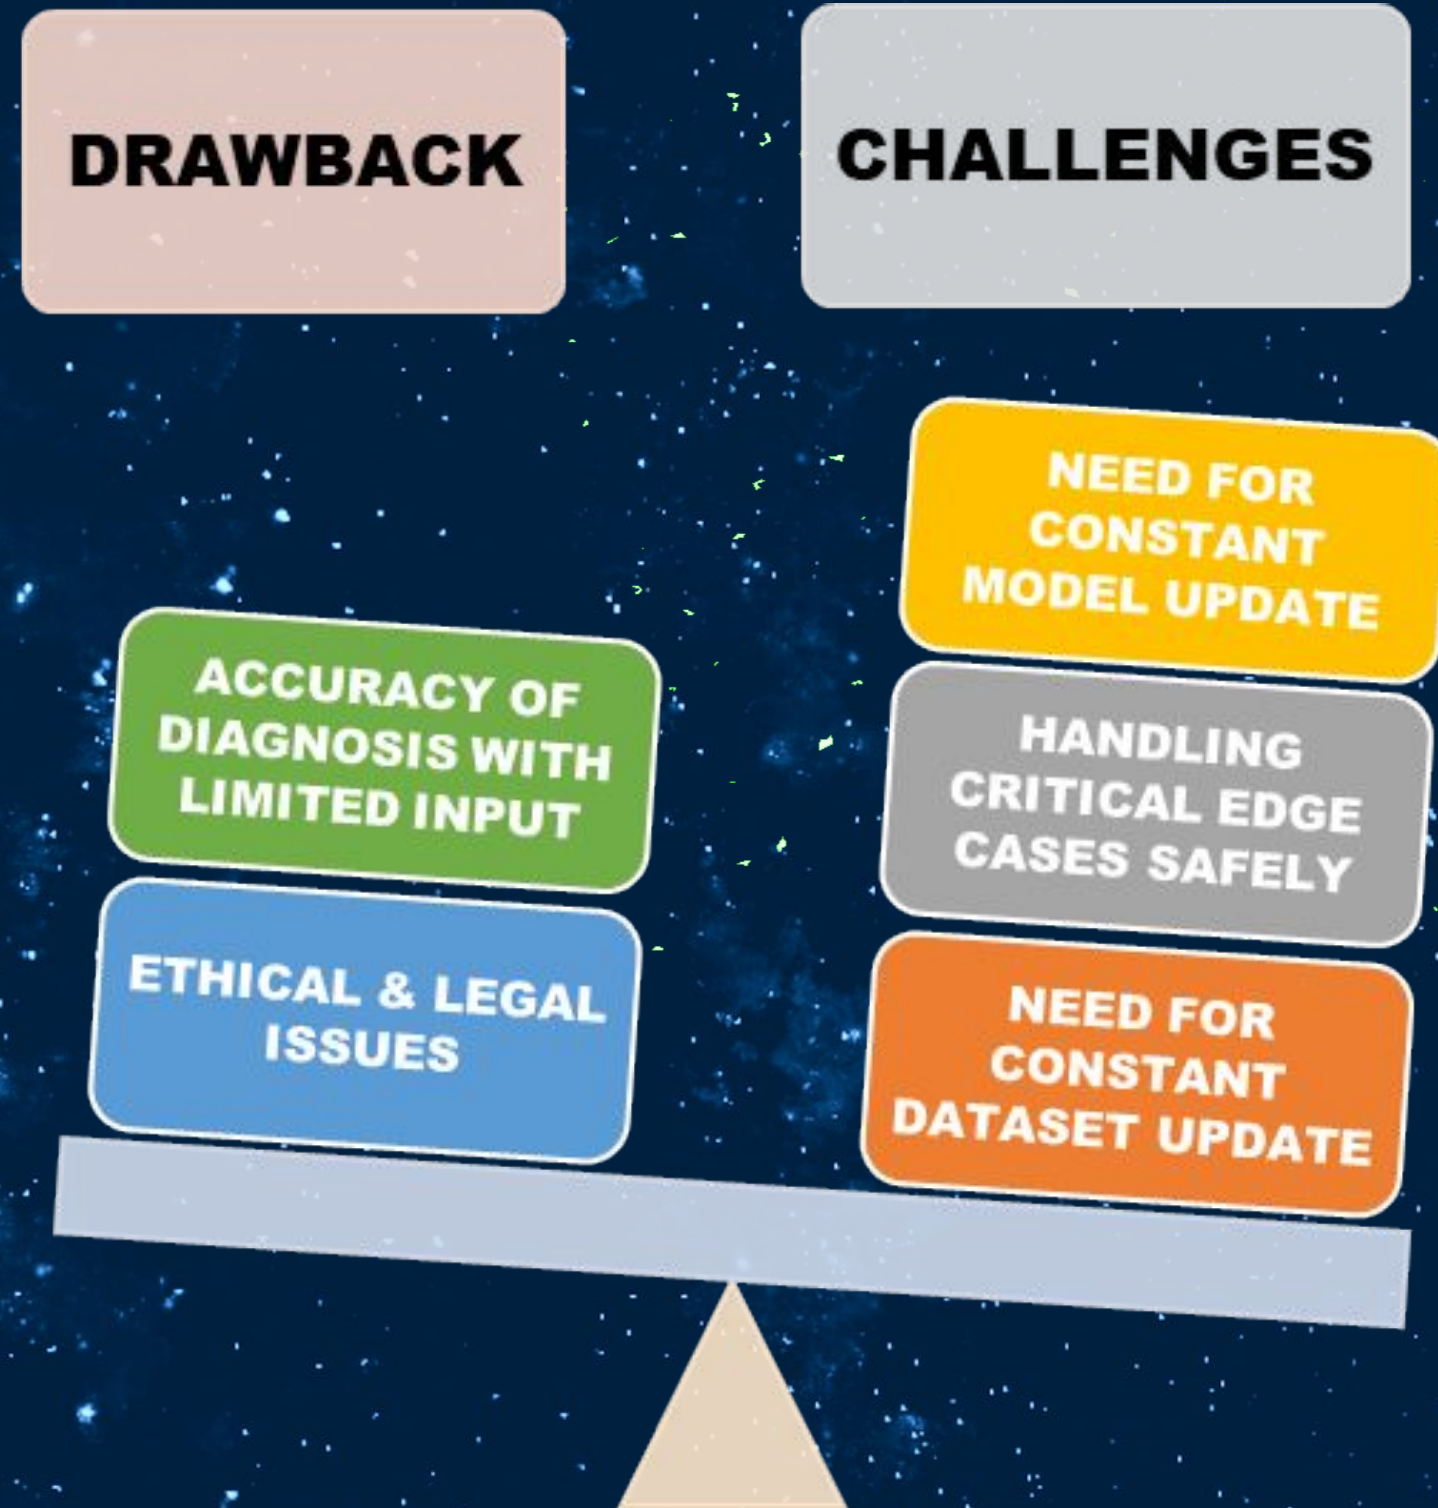 DRAWBACK
CHALLENGES
ACCURACY OF
DIAGNOSIS WITH
LIMITED INPUT
ETHICAL & LEGAL
ISSUES
NEED FOR
CONSTANT
MODEL UPDATE
HANDLING
CRITICAL EDGE
CASES SAFELY
NEED FOR
CONSTANT
DATASET UPDATE